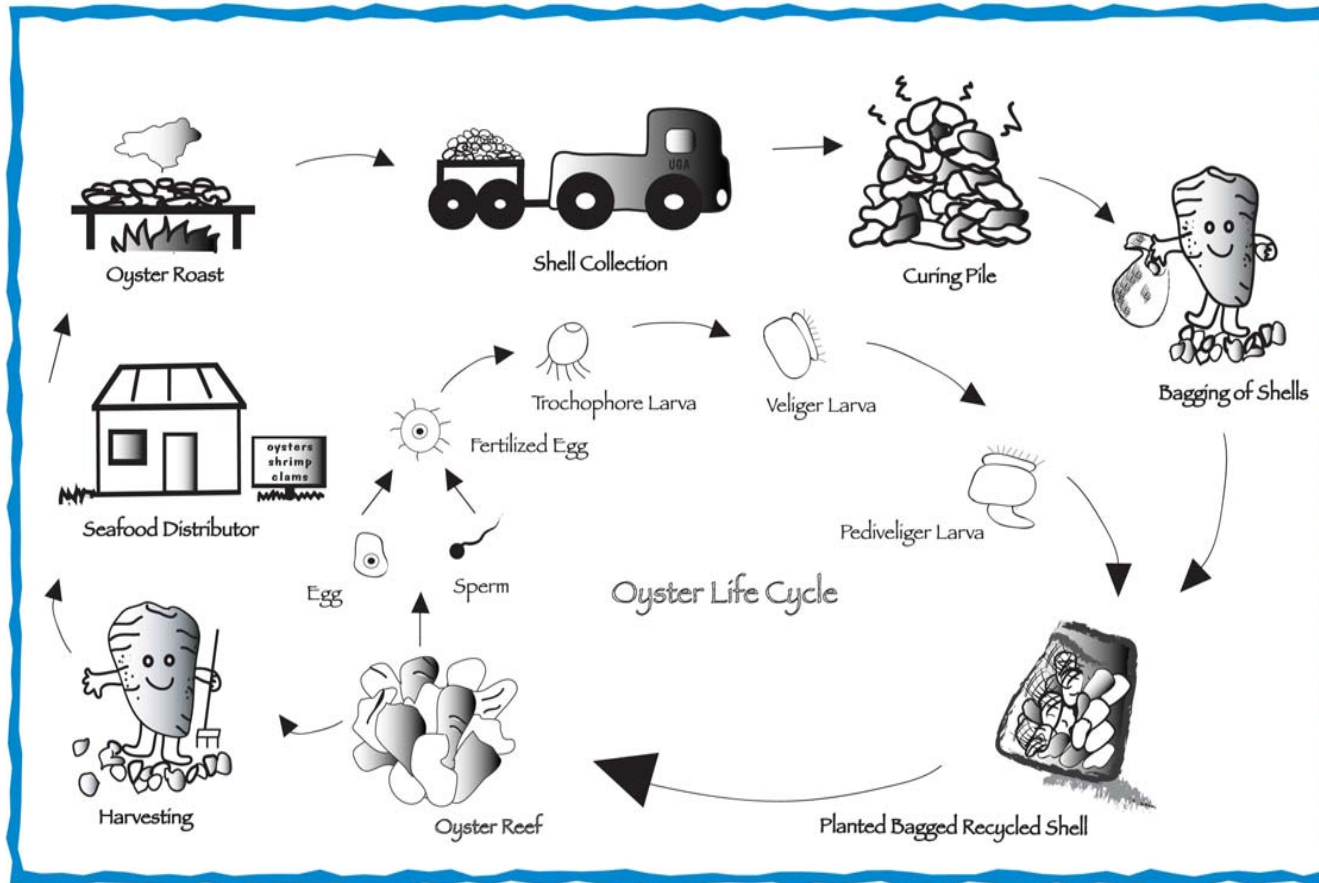 UGA
Oyster Roast
Shell Collection
Curing Pile
Bagging of Shells
Trochophore Larva
Veliger Larva
Fertilized Egg
oysters
shrimp
clams
Seafood Distributor
Pediveliger Larva
Egg
Sperm
Oyster Life Cycle
Harvesting
Oyster Reef
Planted Bagged Recycled Shell